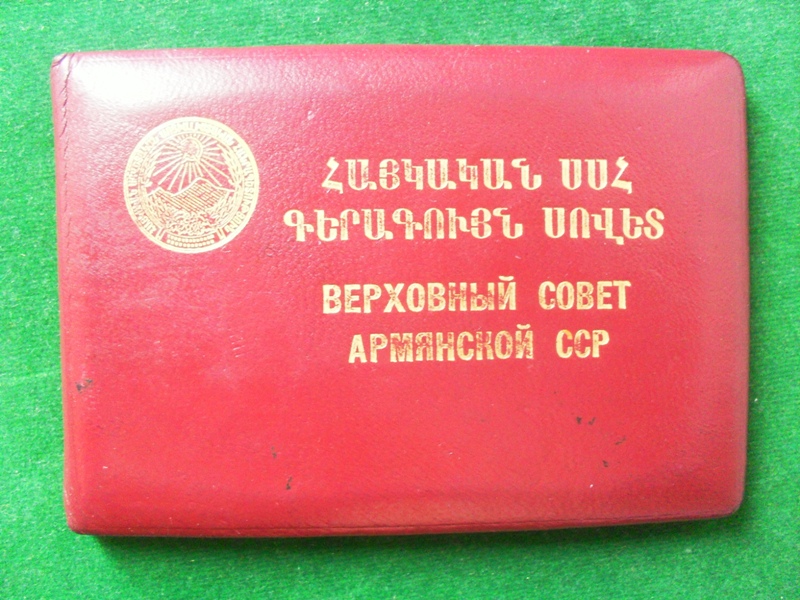 ՀԱՅԿԱԿԱՆ ՍՍՀ
ԳԵՐԱԳՈՒՅՆ ՍՈՎԵՏ
ВЕРХОВНЫЙ СОВЕТ
АРМЯНСКОЙ ССР